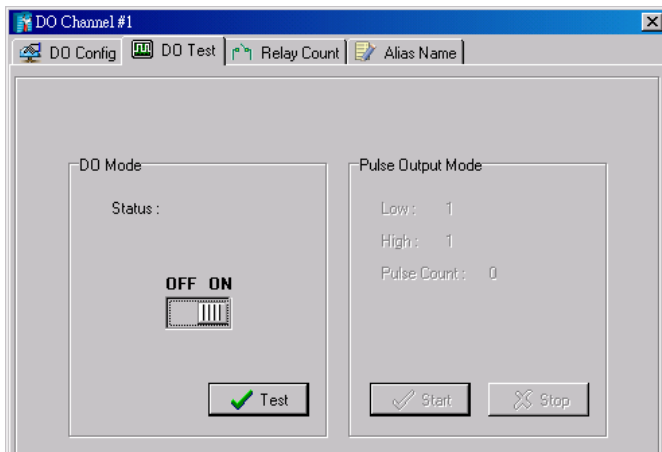 DO Channel #1
DO Config DO Test Relay Count Alias Name
DO Mode
Status :
OFF ON
Test
Pulse Output Mode
Low : 1
High : 1
Pulse Count : 0
Start Stop